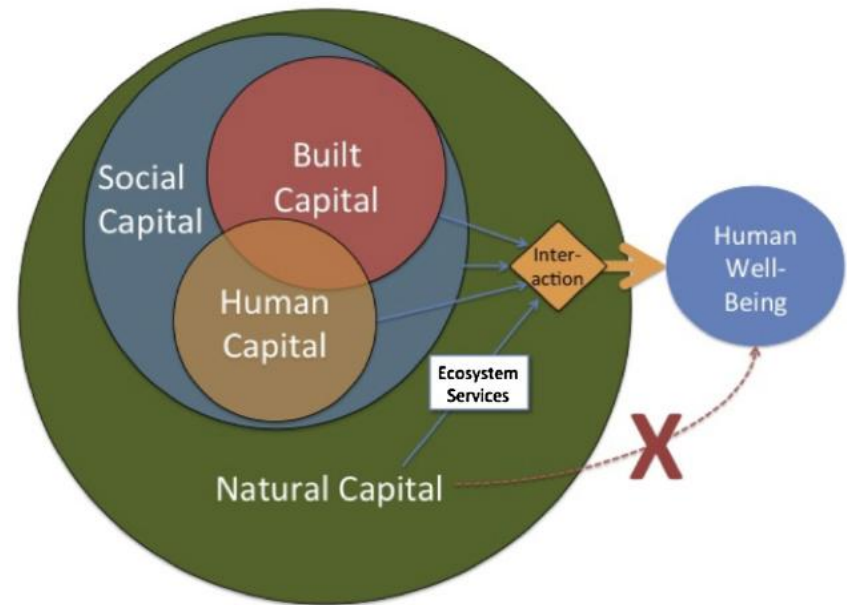 Social
Capital
Built
Capital
Human
Capital
Inter-
action
Human
Well-
Being
Ecosystem
Services
Natural Capital
X